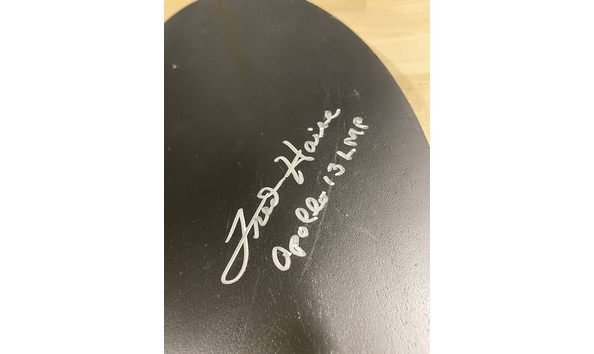 Fred Haise
Apollo 13 LMP